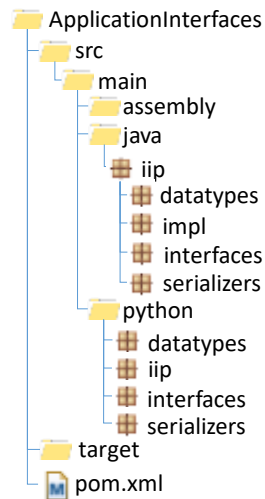 ApplicationInterfaces
src
main
assembly
java
iip
datatypes
impl
interfaces
serializers
python
datatypes
iip
interfaces
serializers
target
M pom.xml